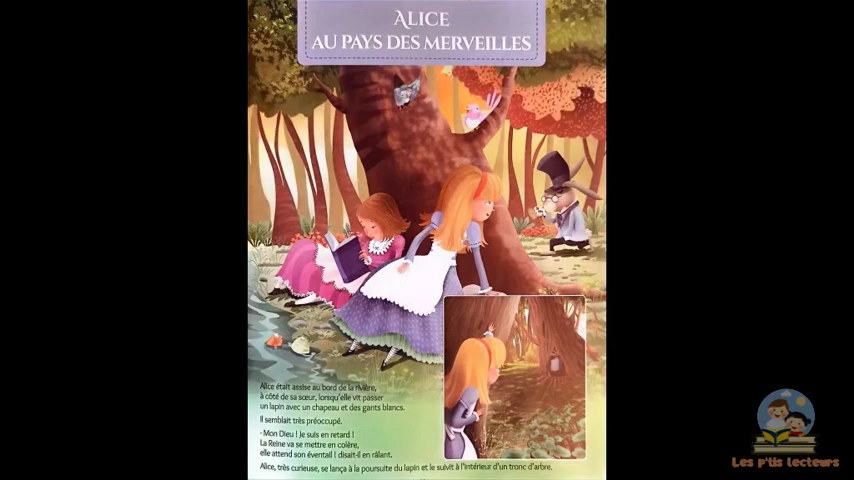 ALICE
AU PAYS DES MERVEILLES
Alice était assise au bord de la rivière,
à côté de sa sœur, lorsqu'elle vit passer
un lapin avec un chapeau et des gants blancs.
Il semblait très préoccupé.
- Mon Dieu ! Je suis en retard !
La Reine va se mettre en colère,
elle attend son éventail ! disait-il en râlant.
Alice, très curieuse, se lança à la poursuite du lapin et le suivit à l'intérieur d'un tronc d'arbre.
Les p'tis lecteurs